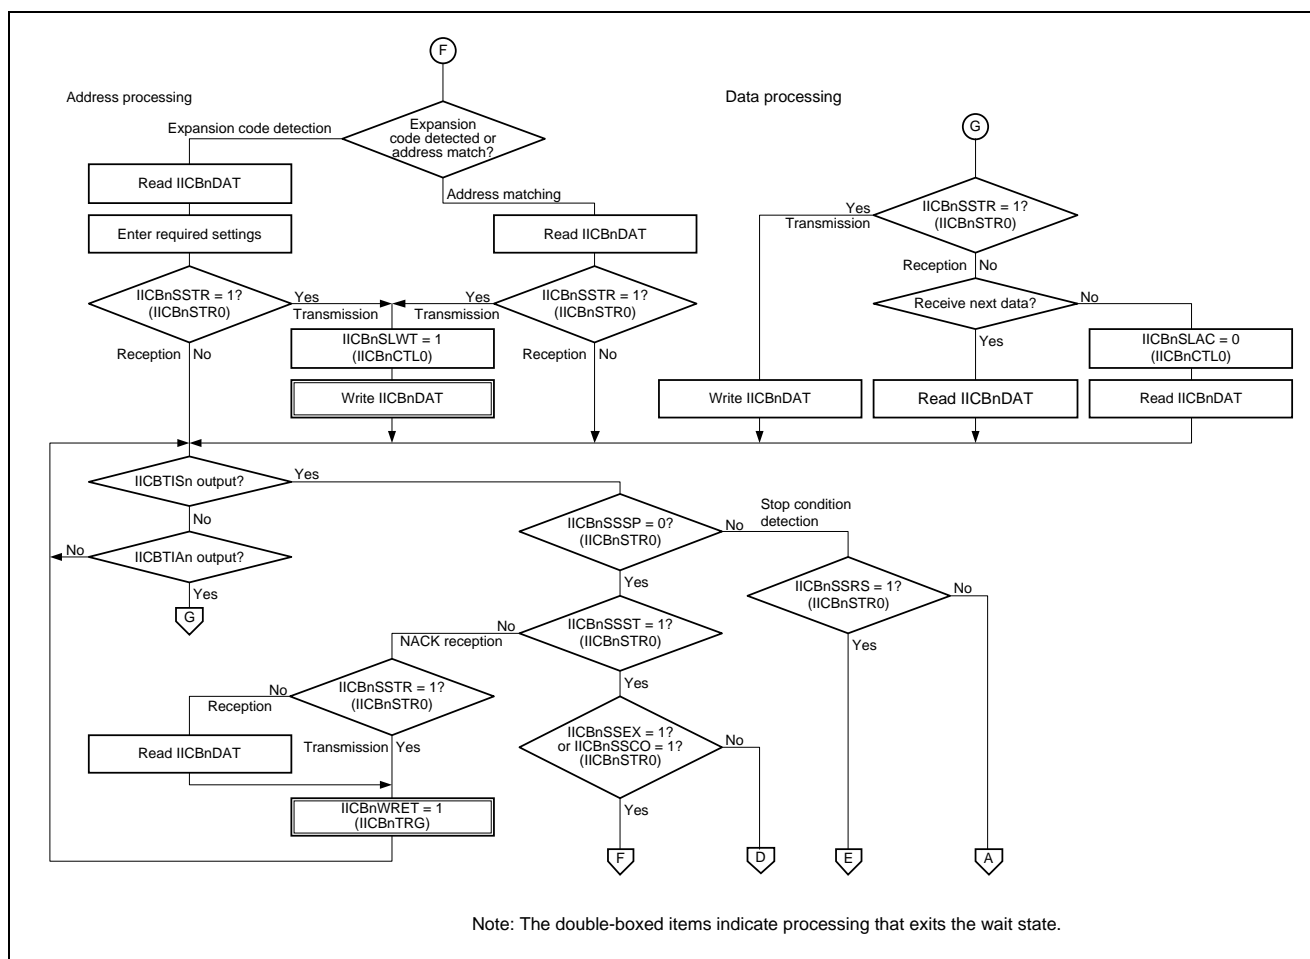 F
Address processing
Data processing
Expansion code detection
Expansion
code detected or
address match?
G
Read IICBnDAT
Address matching
Enter required settings
Read IICBnDAT
Yes
Transmission
IICBnSSTR = 1?
(IICBnSTR0)
Reception
No
IICBnSSTR = 1?
(IICBnSTR0)
Yes
Transmission
Yes
Transmission
IICBnSSTR = 1?
(IICBnSTR0)
Receive next data?
No
Reception
No
IICBnSLWT = 1
(IICBnCTL0)
Reception
No
Yes
IICBnSLAC = 0
(IICBnCTL0)
Write IICBnDAT
Write IICBnDAT
Read IICBnDAT
Read IICBnDAT
IICBTISn output?
Yes
No
IICBnSSSP = 0?
(IICBnSTR0)
No
Stop condition
detection
No
IICBTIAn output?
Yes
Yes
G
IICBnSSRS = 1?
(IICBnSTR0)
No
No
NACK reception
IICBnSSST = 1?
(IICBnSTR0)
Yes
No
Reception
IICBnSSTR = 1?
(IICBnSTR0)
Yes
Read IICBnDAT
Transmission
Yes
IICBnSSEX = 1?
or IICBnSSCO = 1?
(IICBnSTR0)
No
IICBnWRET = 1
(IICBnTRG)
Yes
F
D
E
A
Note: The double-boxed items indicate processing that exits the wait state.